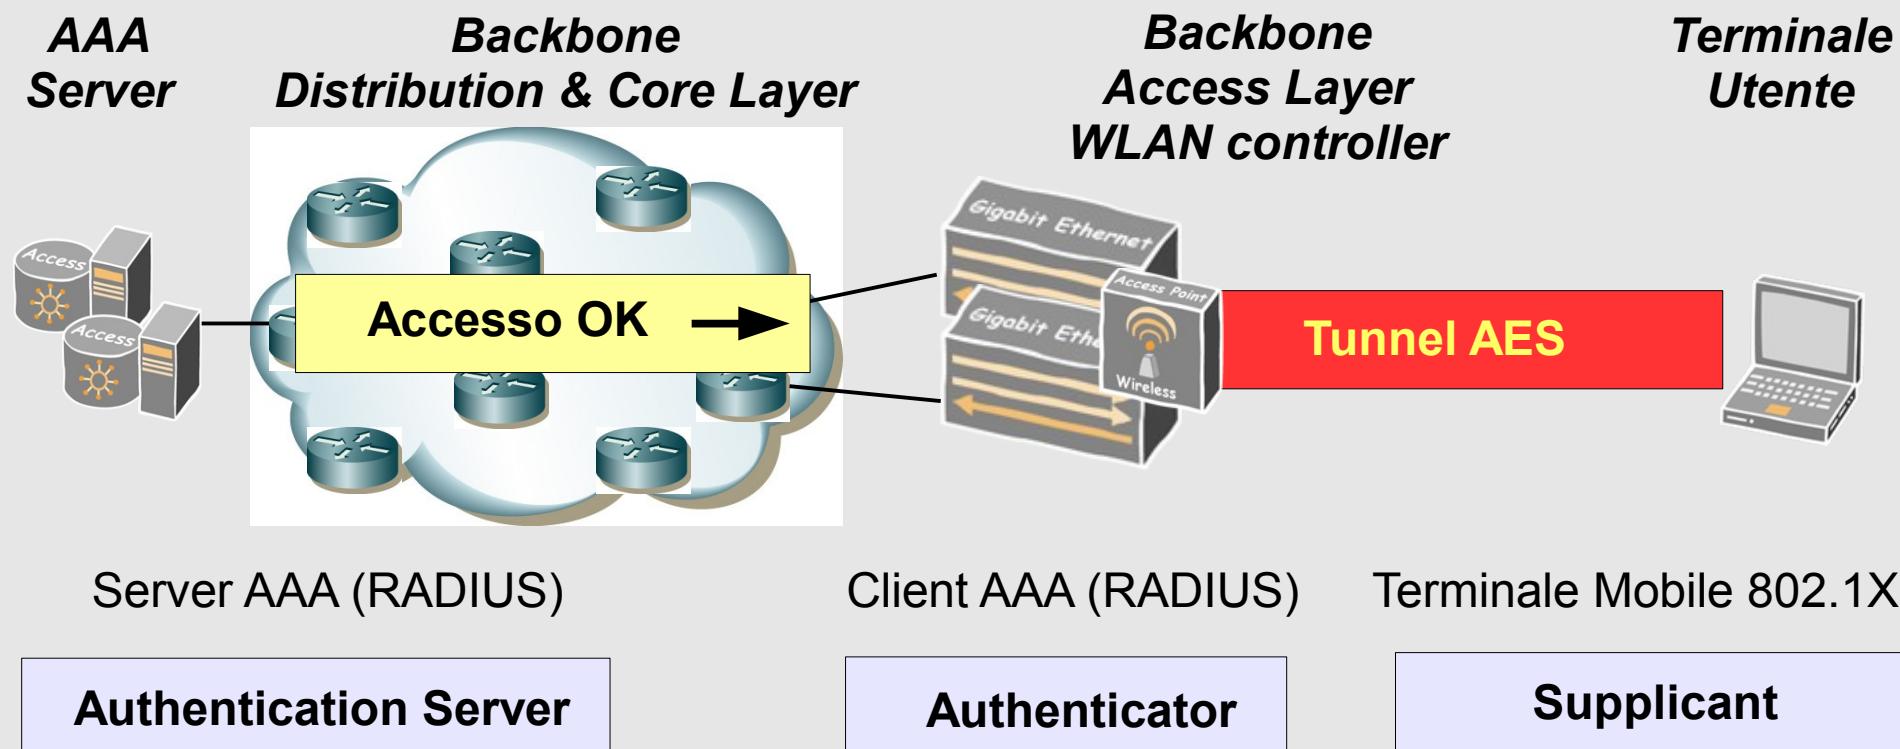 AAA
Server
Backbone
Distribution & Core Layer
Backbone
Access Layer
WLAN controller
Terminale
Utente
Access
Access
Accesso OK
Gigabit Ethernet
Gigabit Ethe
Access Point
Wireless
Tunnel AES
Server AAA (RADIUS)
Client AAA (RADIUS)
Terminale Mobile 802.1X
Authentication Server
Authenticator
Supplicant